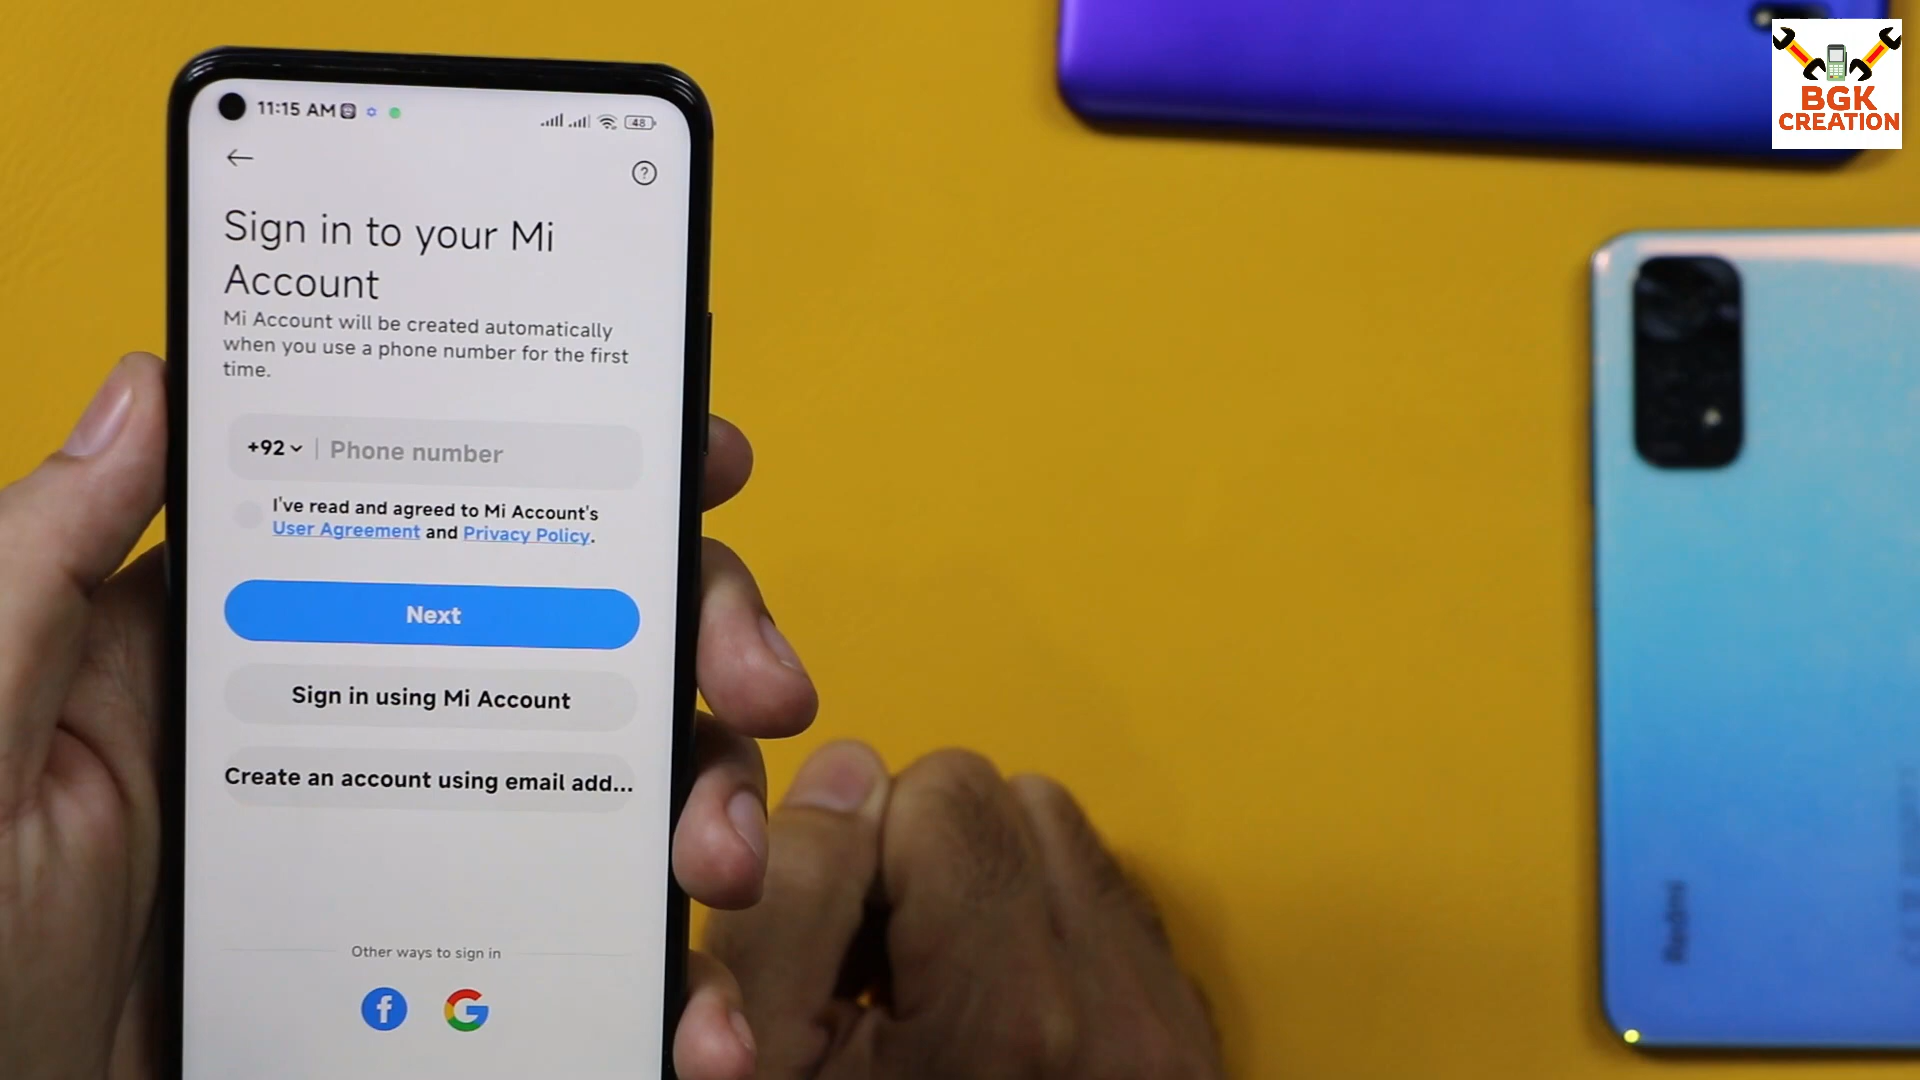 11:15 AM
48
?
Sign in to your Mi
Account
Mi Account will be created automatically
when you use a phone number for the first
time.
+92 Phone number
I've read and agreed to Mi Account's
User Agreement and Privacy Policy.
Next
Sign in using Mi Account
Create an account using email add...
Other ways to sign in
f G
BGK
CREATION
Redmi